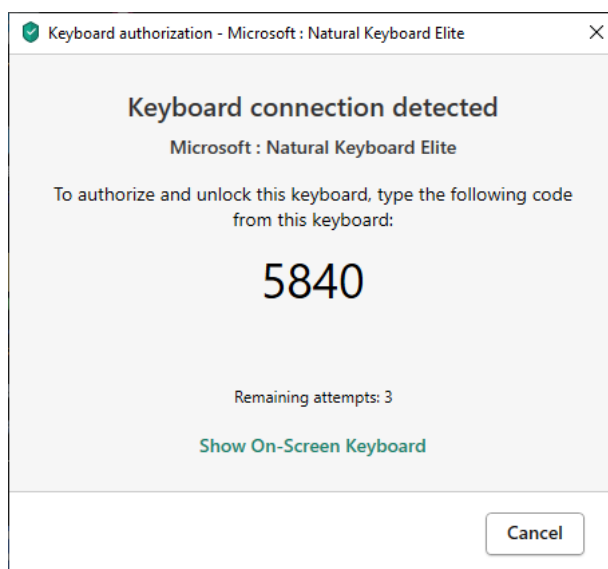 Keyboard authorization - Microsoft : Natural Keyboard Elite
Keyboard connection detected
Microsoft : Natural Keyboard Elite
To authorize and unlock this keyboard, type the following code
from this keyboard:
5840
Remaining attempts: 3
Show On-Screen Keyboard
Cancel